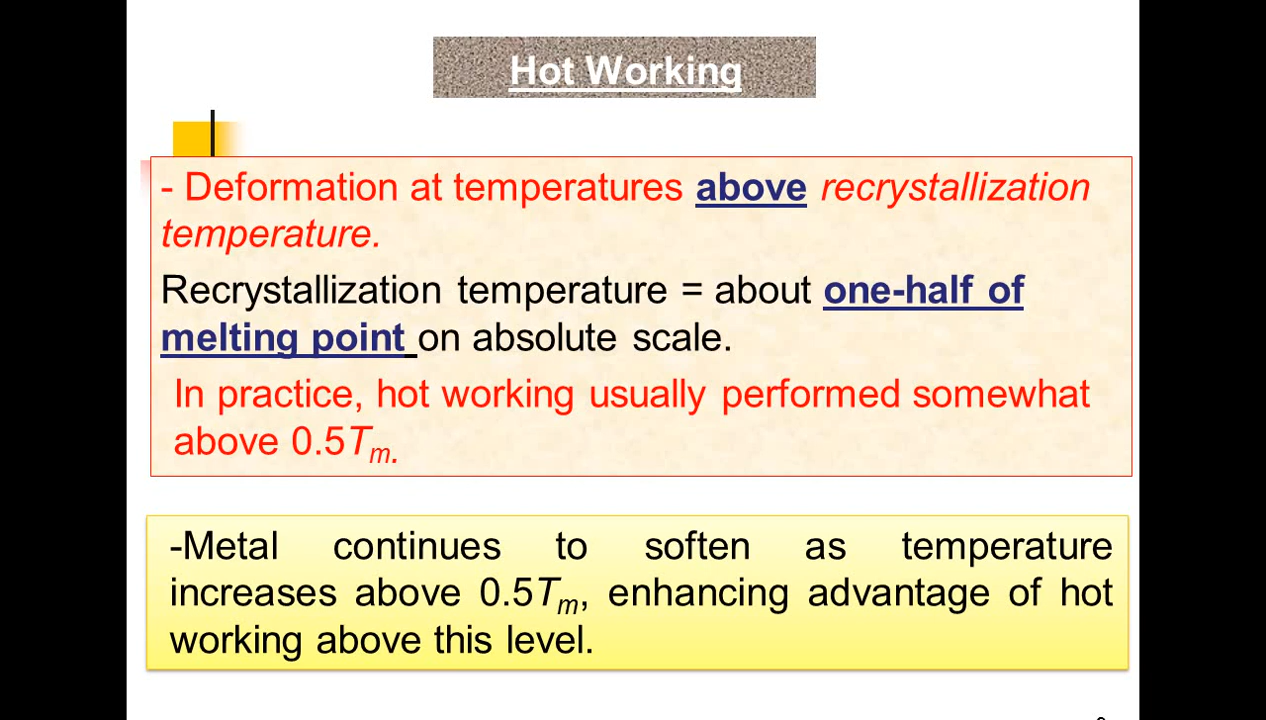 Hot Working
- Deformation at temperatures above recrystallization
temperature.
Recrystallization temperature = about one-half of
melting point on absolute scale.
In practice, hot working usually performed somewhat
above 0.5Tm.
-Metal continues to soften as temperature
increases above 0.5Tm, enhancing advantage of hot
working above this level.